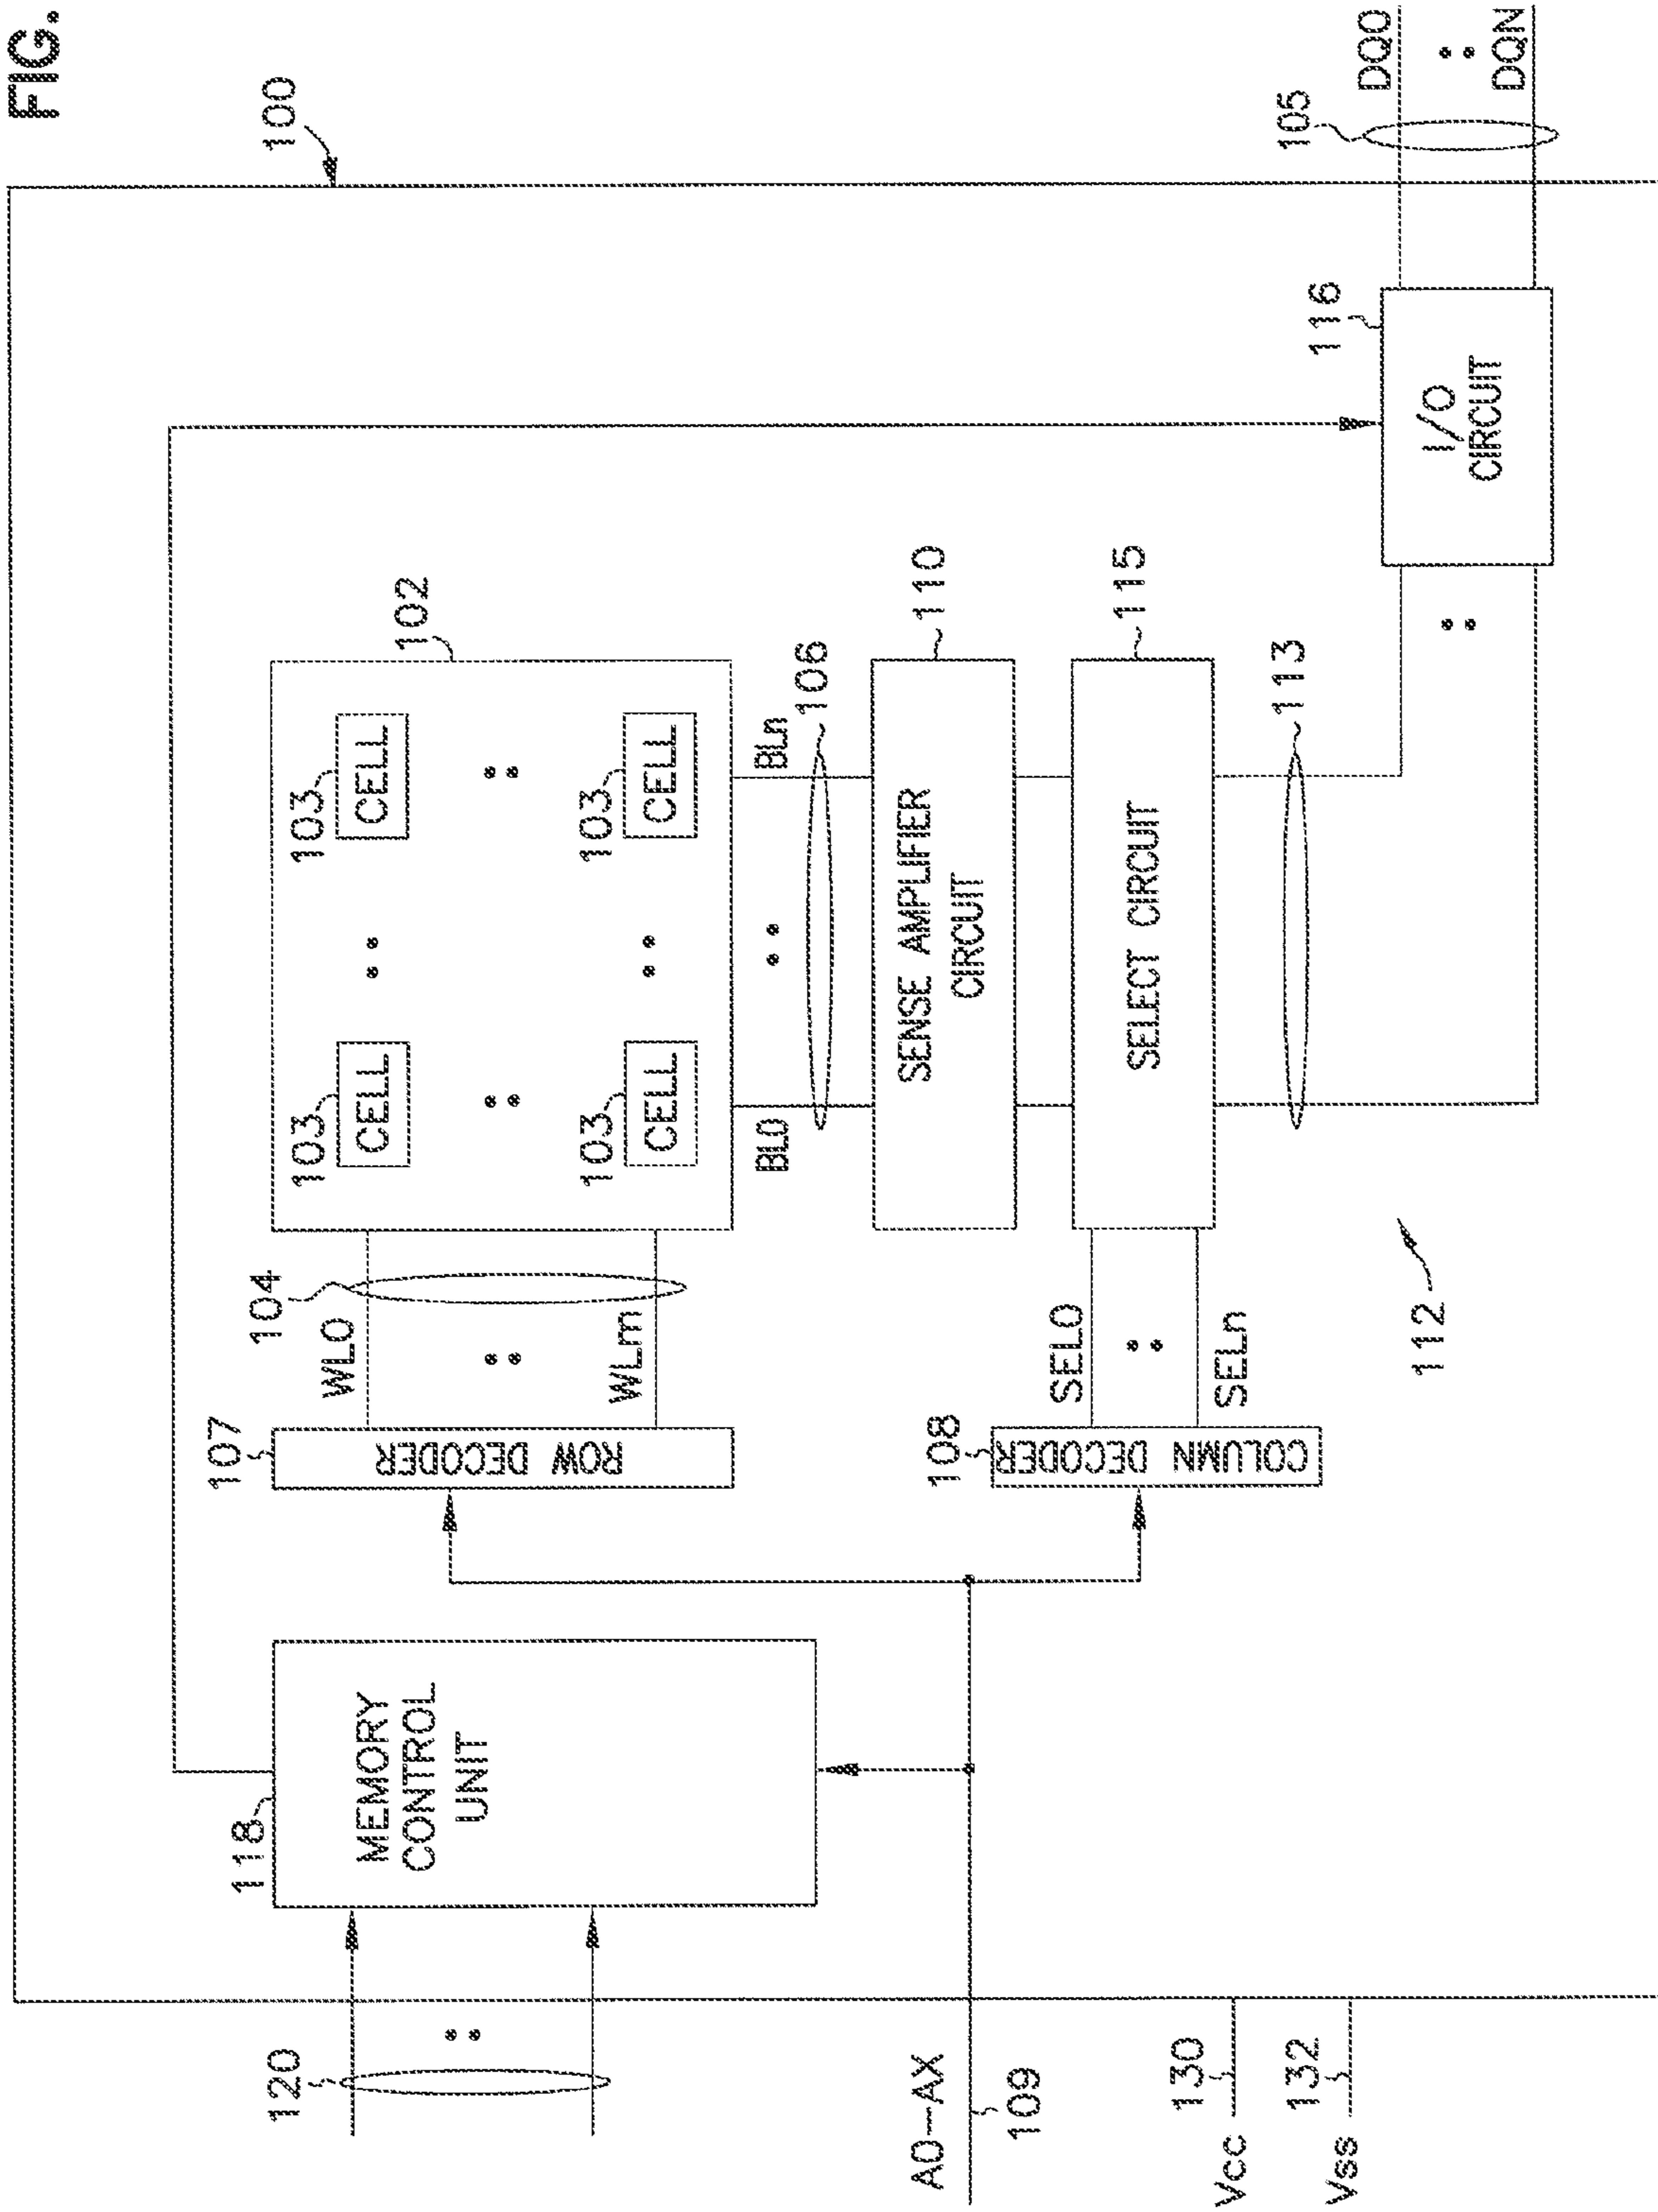 FIG.
100
102
103
CELL
103
CELL
103
CELL
103
CELL
104
WL0
WLm
107
ROW DECODER
118
MEMORY
CONTROL
UNIT
120
BL0
BLn
106
SENSE AMPLIFIER
CIRCUIT
110
A0–AX
109
108
COLUMN DECODER
SEL0
SELn
SELECT CIRCUIT
115
113
Vcc
130
Vss
132
112
116
I/O
CIRCUIT
105
DQ0
DQN